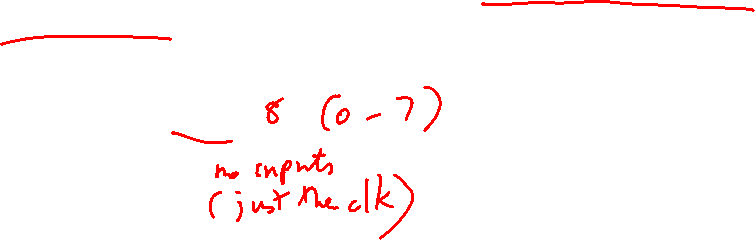 8 (0-7)
no inputs
(just the clk)